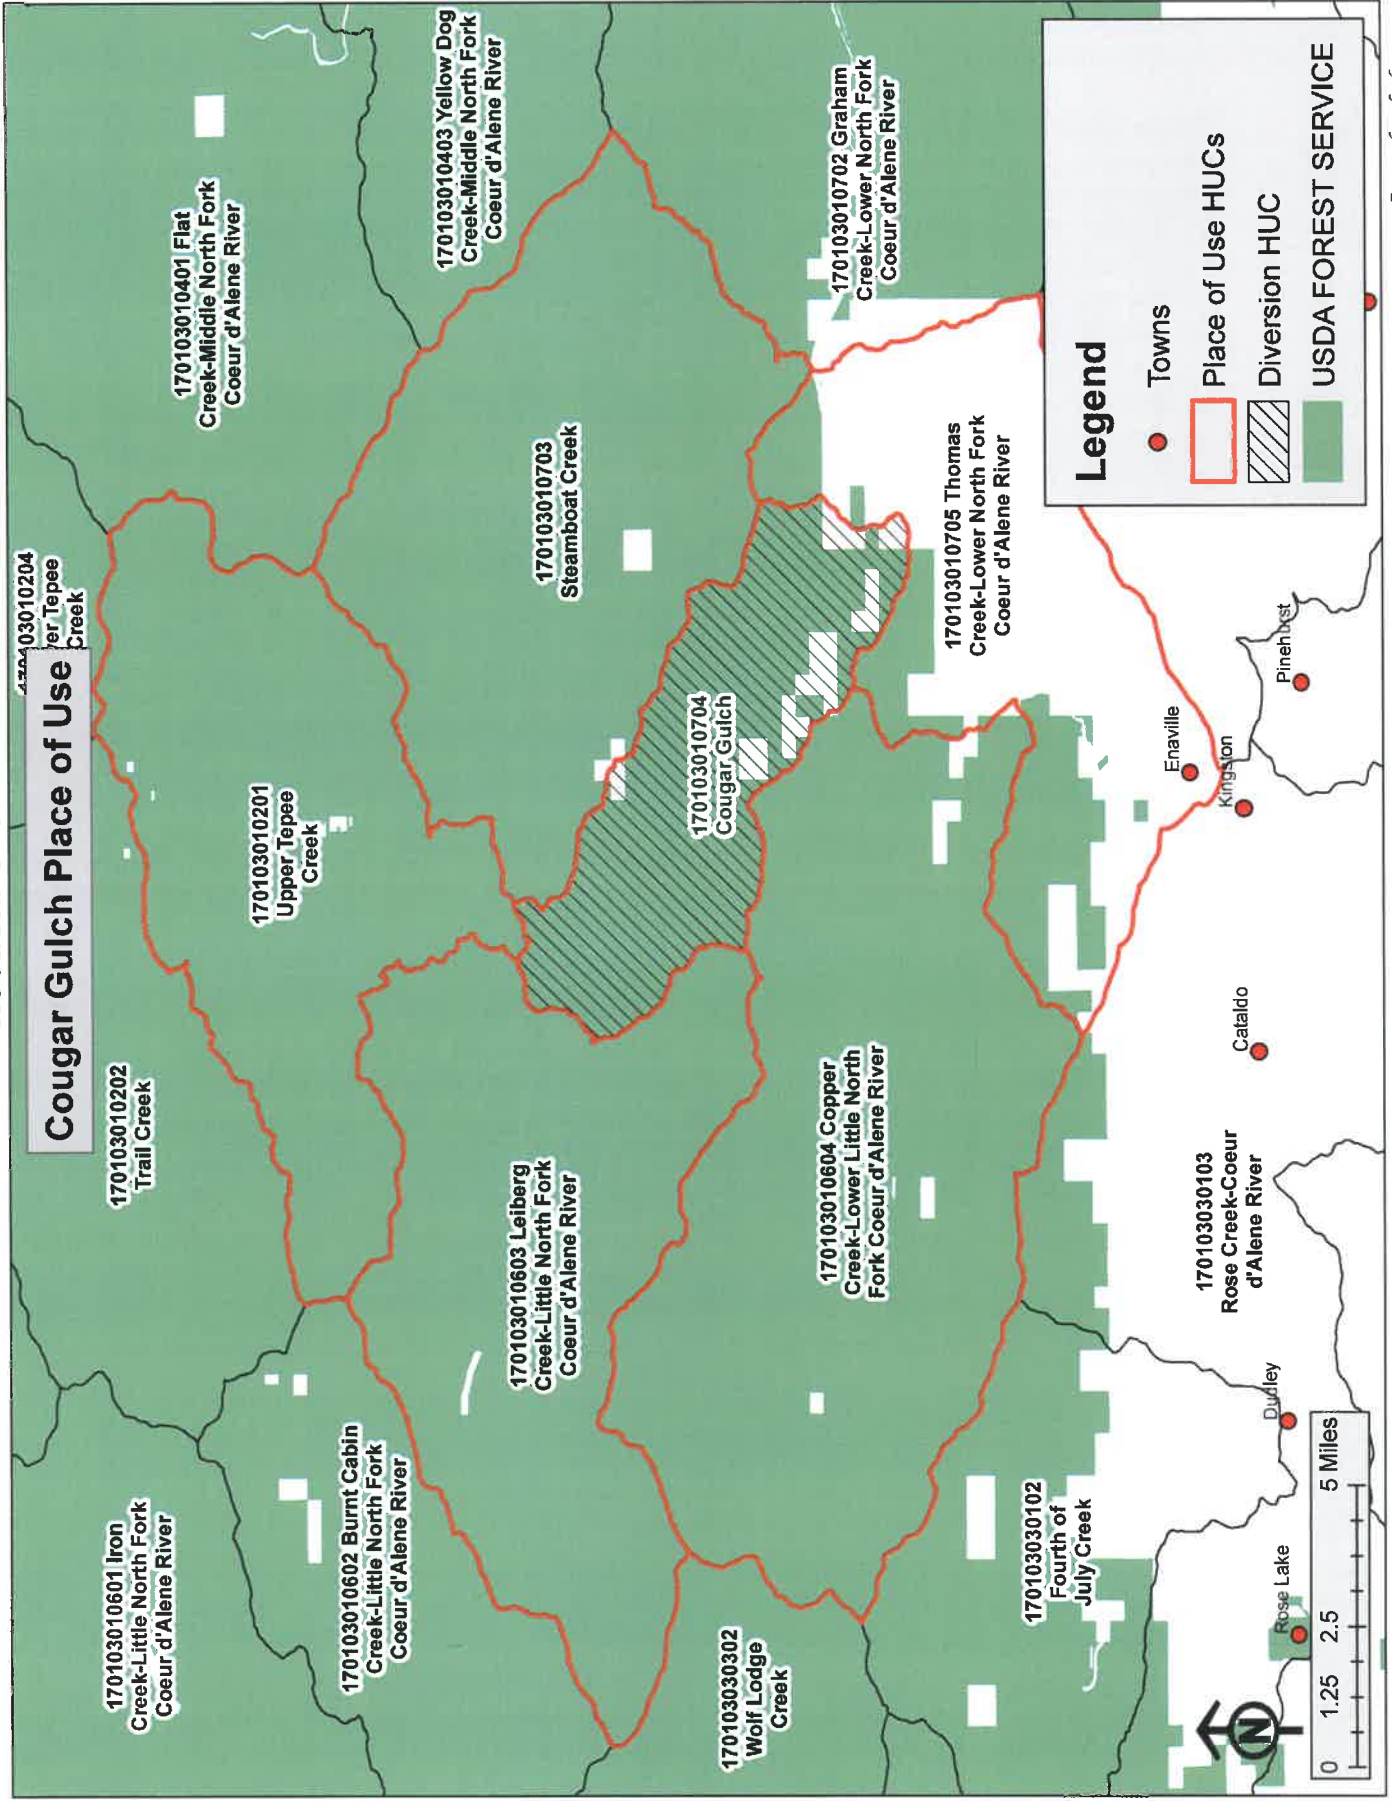 Cougar Gulch Place of Use
170103010601 Iron
Creek-Little North Fork
Coeur d'Alene River
170103010202
Trail Creek
Creek
170103010401 Flat
Creek-Middle North Fork
Coeur d'Alene River
170103010602 Burnt Cabin
Creek-Little North Fork
Coeur d'Alene River
170103010201
Upper Tepee
Creek
170103010403 Yellow Dog
Creek-Middle North Fork
Coeur d'Alene River
170103010603 Leiberg
Creek-Little North Fork
Coeur d'Alene River
170103010703
Steamboat Creek
170103030302
Wolf Lodge
Creek
170103010604 Copper
Creek-Lower Little North
Fork Coeur d'Alene River
170103010704
Cougar Gulch
170103010702 Graham
Creek-Lower North Fork
Coeur d'Alene River
170103010705 Thomas
Creek-Lower North Fork
Coeur d'Alene River
170103030102
Fourth of
July Creek
170103030103
Rose Creek-Coeur
d'Alene River
Enaville
Kingston
Pinehurst
Cataldo
Dudley
Rose Lake
N
0 1.25 2.5 5 Miles
Legend
Towns
Place of Use HUCs
Diversion HUC
USDA FOREST SERVICE